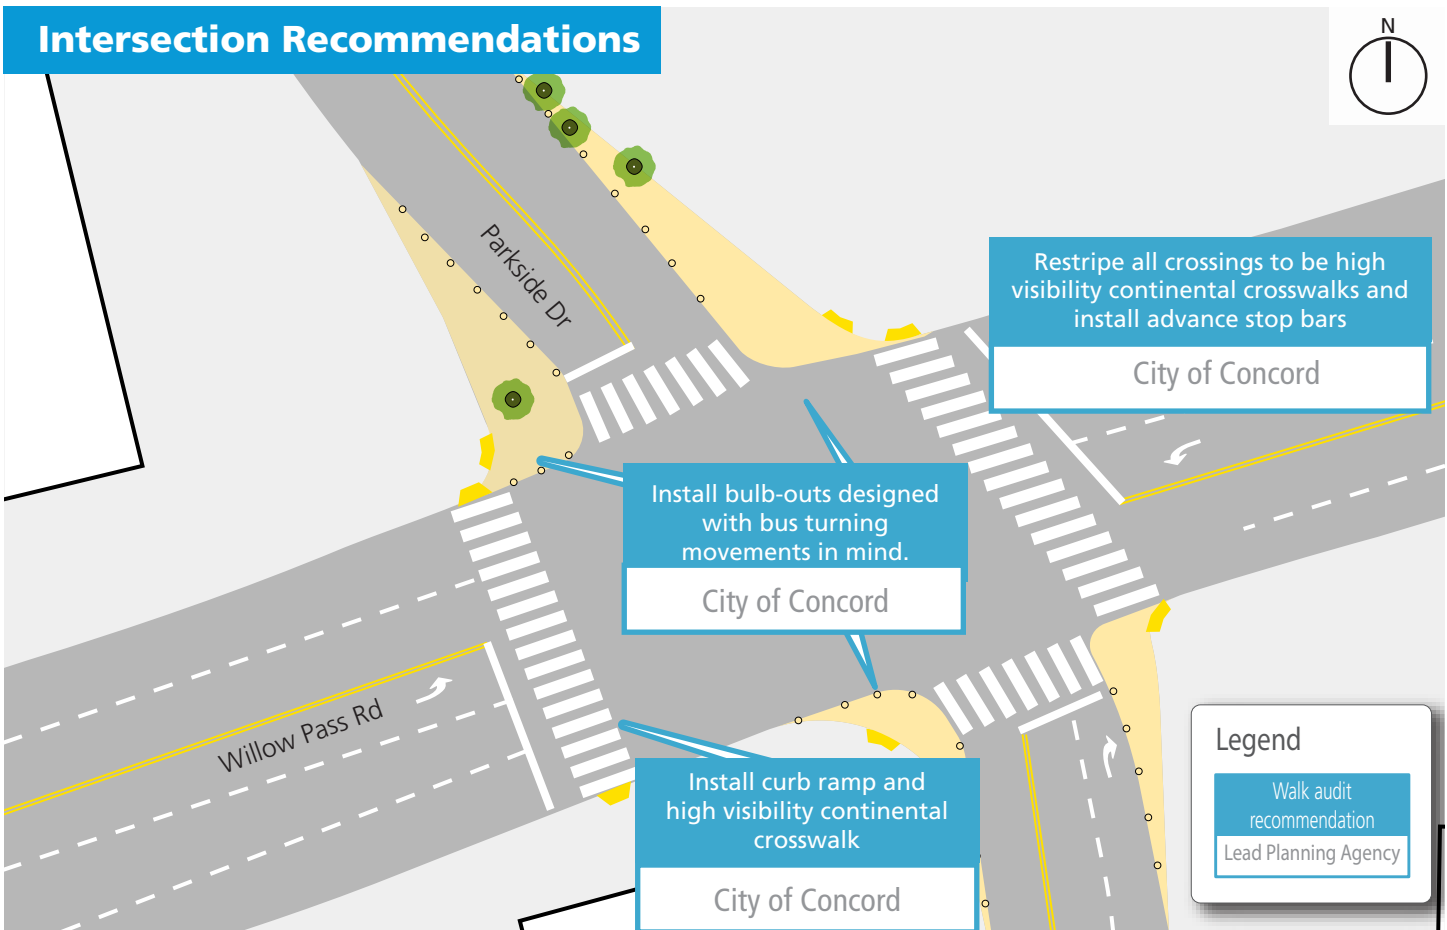 Intersection Recommendations
N
Parkside Dr
Restripe all crossings to be high
visibility continental crosswalks and
install advance stop bars
City of Concord
Install bulb-outs designed
with bus turning
movements in mind.
City of Concord
Willow Pass Rd
Install curb ramp and
high visibility continental
crosswalk
City of Concord
Legend
Walk audit
recommendation
Lead Planning Agency